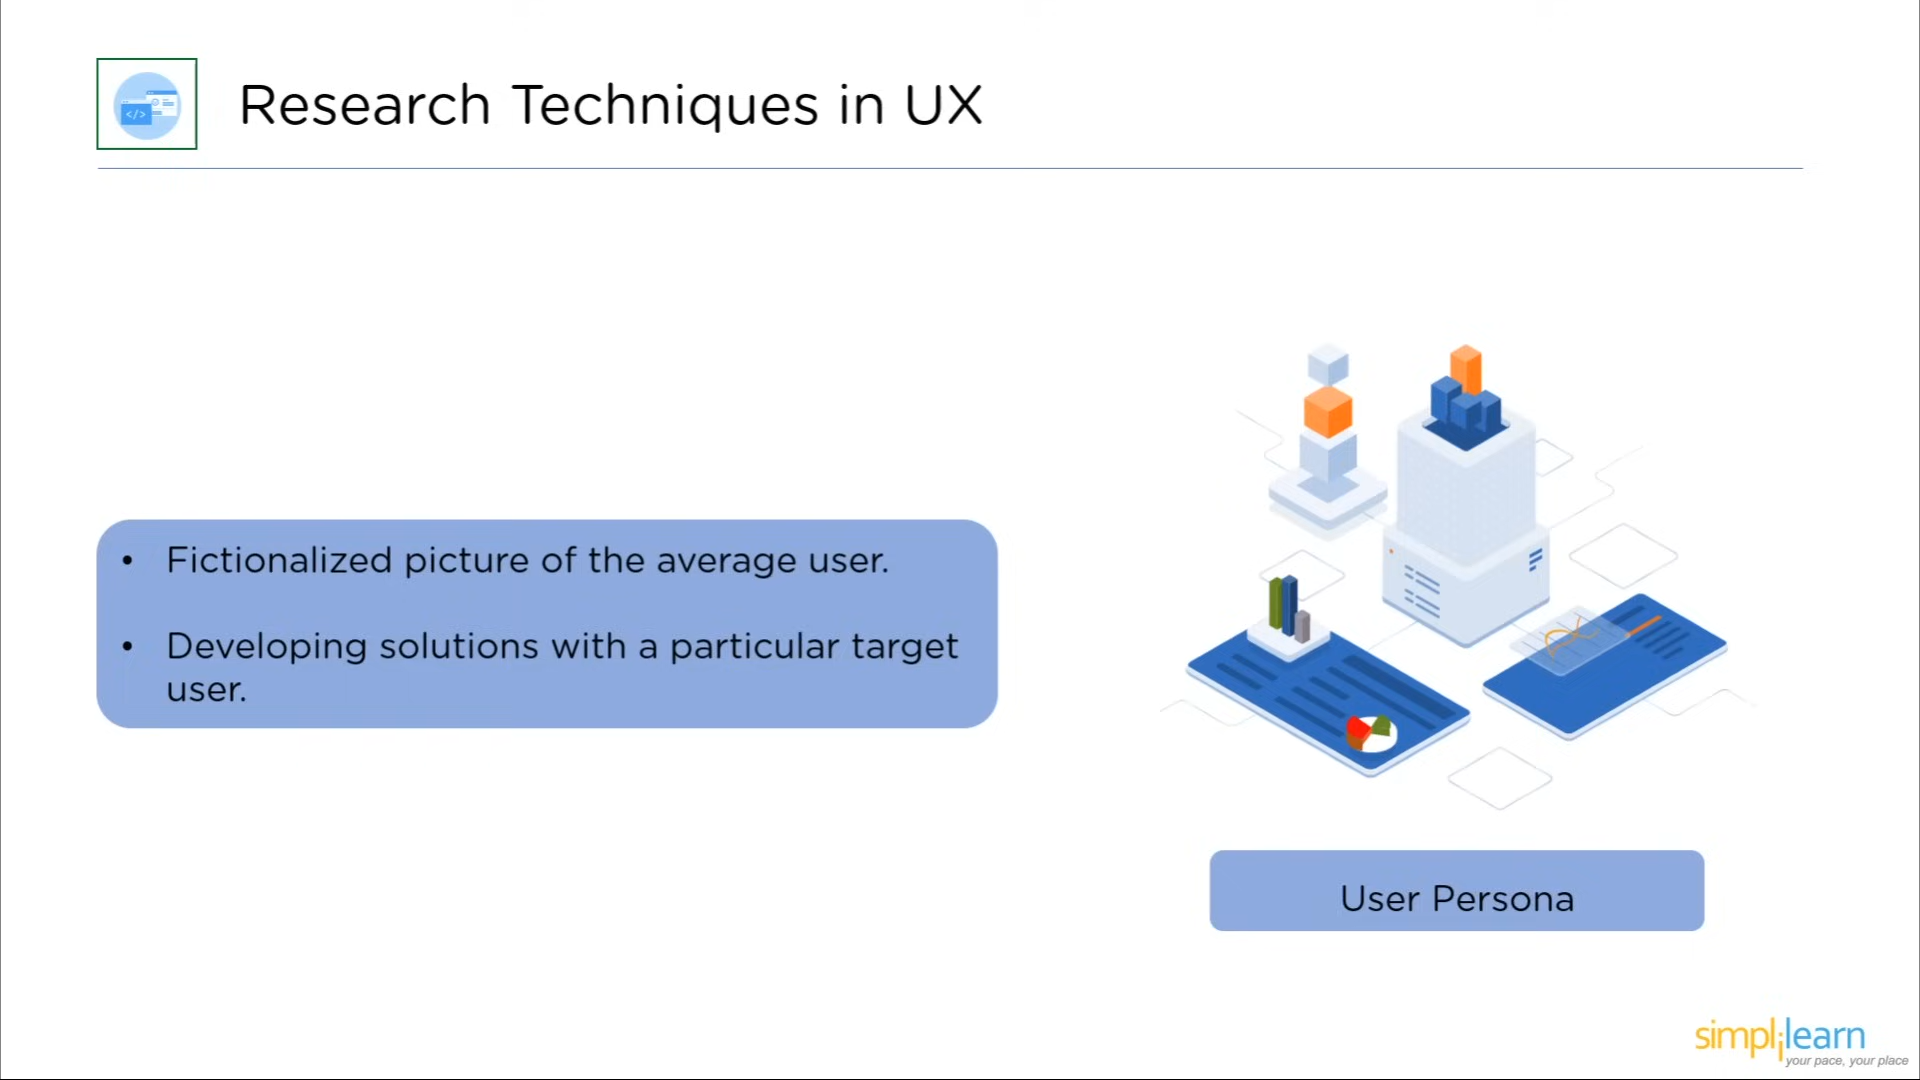 </>
Research Techniques in UX
• Fictionalized picture of the average user.
• Developing solutions with a particular target
user.
User Persona
simplilearn
your pace, your place